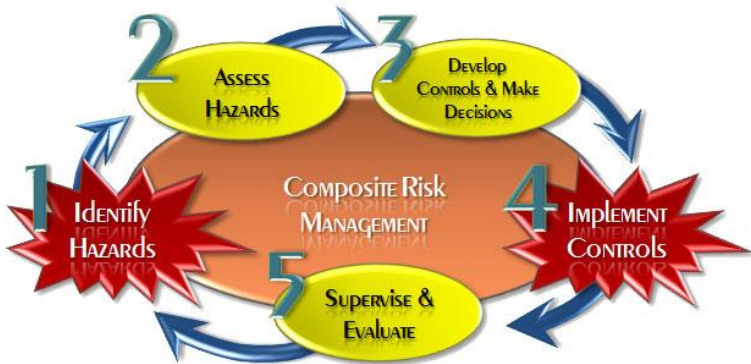 1
Identify
Hazards
2
Assess
Hazards
3
Develop
Controls & Make
Decisions
4
Implement
Controls
5
Supervise &
Evaluate
Composite Risk
Management